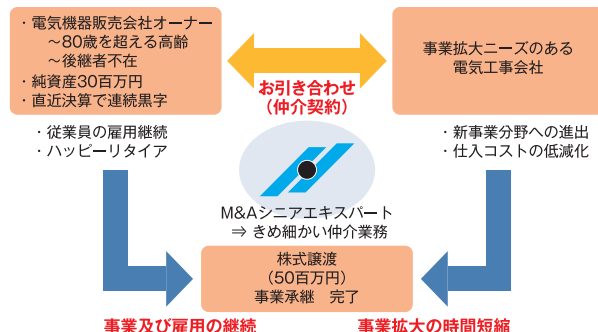 ・電気機器販売会社オーナー
～80歳を超える高齢
～後継者不在
・純資産30百万円
・直近決算で連続黒字
お引き合わせ
（仲介契約）
事業拡大ニーズのある
電気工事会社
・従業員の雇用継続
・ハッピーリタイア
・新事業分野への進出
・仕入コストの低減化
M&Aシニアエキスパート
⇒ きめ細かい仲介業務
株式譲渡
（50百万円）
事業承継　完了
事業及び雇用の継続
事業拡大の時間短縮